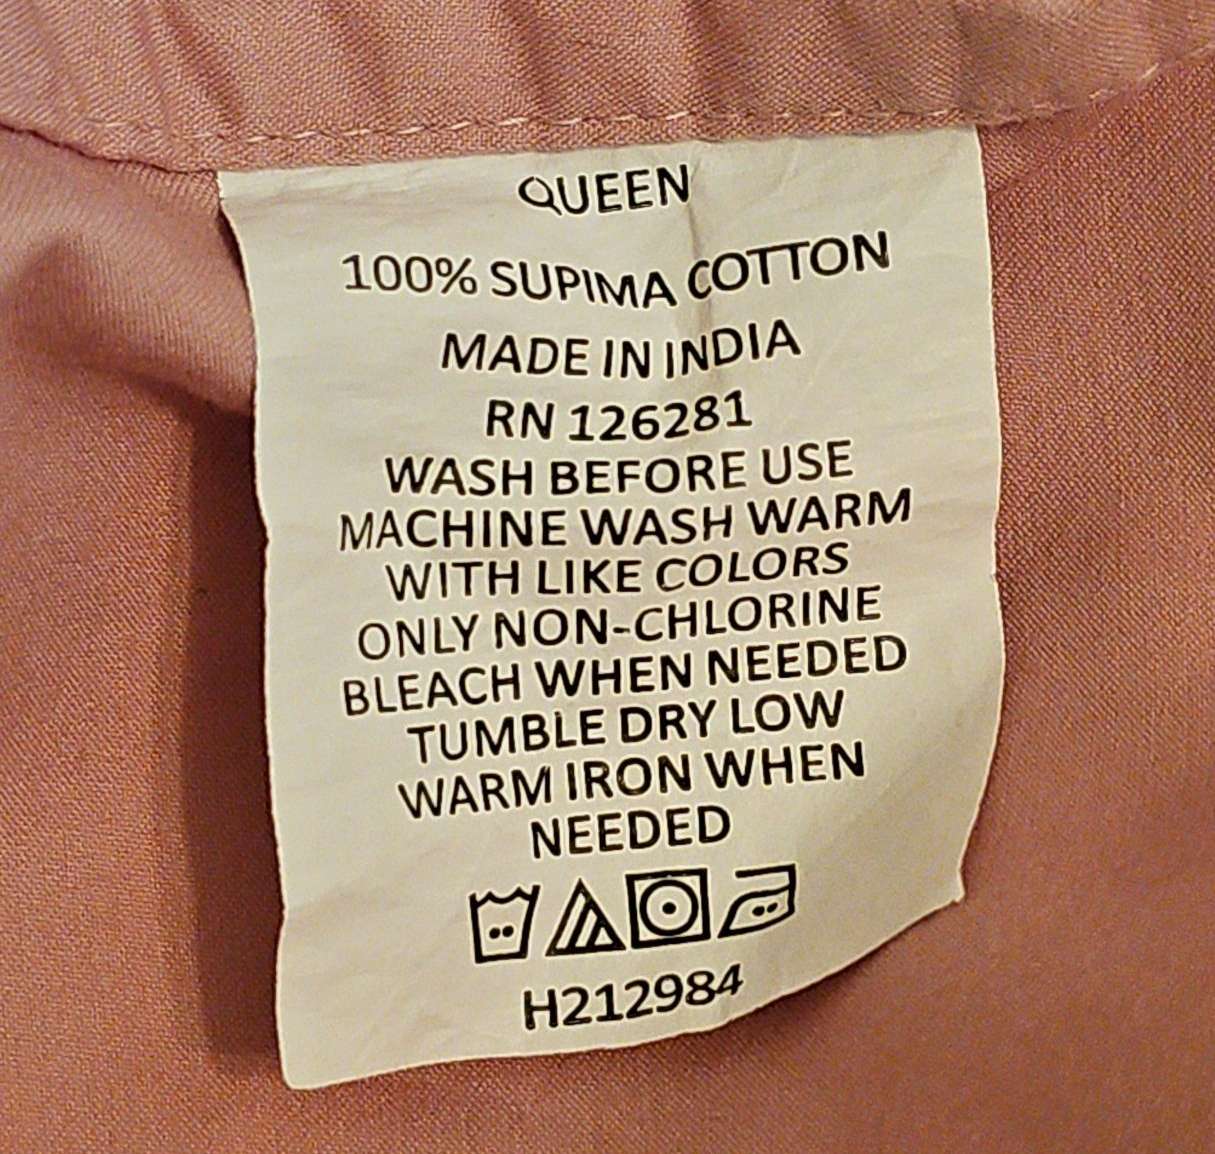 QUEEN
100% SUPIMA COTTON
MADE IN INDIA
RN 126281
WASH BEFORE USE
MACHINE WASH WARM
WITH LIKE COLORS
ONLY NON-CHLORINE
BLEACH WHEN NEEDED
TUMBLE DRY LOW
WARM IRON WHEN
NEEDED
H212984